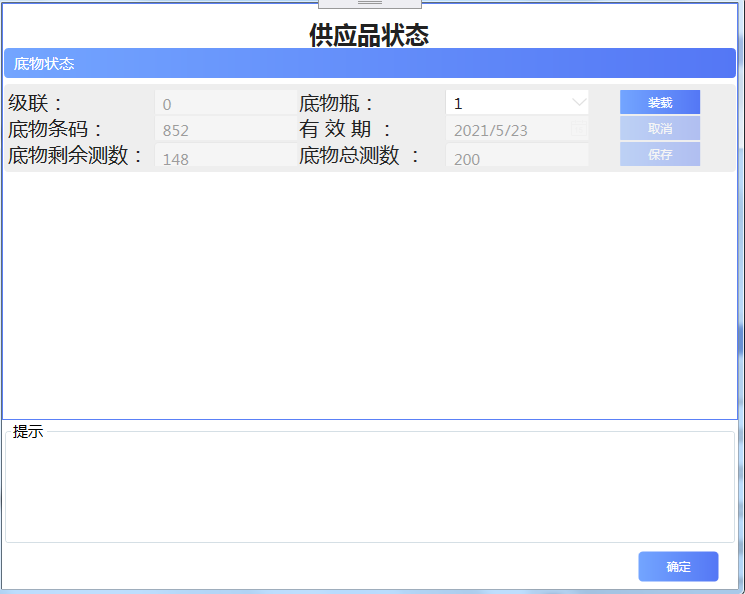 供应品状态
底物状态
级联： 0 底物瓶： 1 装载
底物条码： 852 有 效 期 ： 2021/5/23 取消
底物剩余测数： 148 底物总测数 ： 200 保存
提示
确定